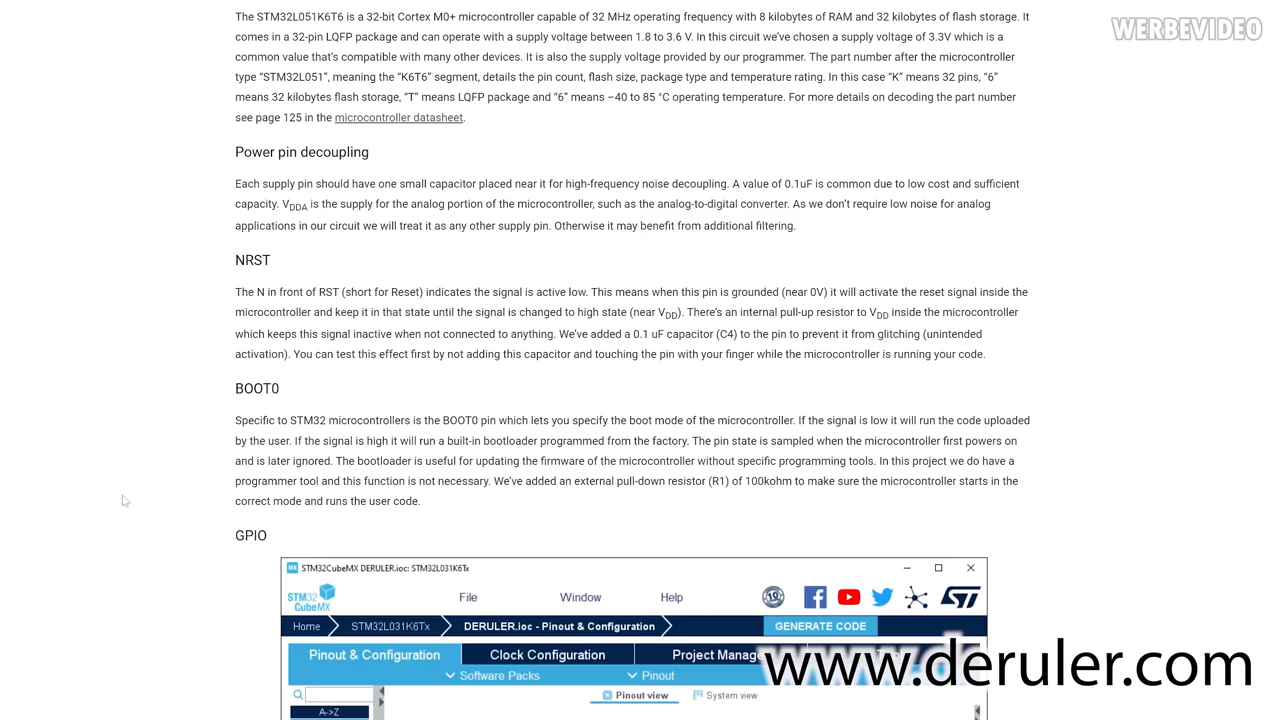 WERBEVIDEO
The STM32L051K6T6 is a 32-bit Cortex M0+ microcontroller capable of 32 MHz operating frequency with 8 kilobytes of RAM and 32 kilobytes of flash storage. It
comes in a 32-pin LQFP package and can operate with a supply voltage between 1.8 to 3.6 V. In this circuit we've chosen a supply voltage of 3.3V which is a
common value that's compatible with many other devices. It is also the supply voltage provided by our programmer. The part number after the microcontroller
type “STM32L051”, meaning the “K6T6” segment, details the pin count, flash size, package type and temperature rating. In this case “K” means 32 pins, “6”
means 32 kilobytes flash storage, “T” means LQFP package and “6” means –40 to 85 °C operating temperature. For more details on decoding the part number
see page 125 in the microcontroller datasheet.
Power pin decoupling
Each supply pin should have one small capacitor placed near it for high-frequency noise decoupling. A value of 0.1uF is common due to low cost and sufficient
capacity. VDDA is the supply for the analog portion of the microcontroller, such as the analog-to-digital converter. As we don't require low noise for analog
applications in our circuit we will treat it as any other supply pin. Otherwise it may benefit from additional filtering.
NRST
The N in front of RST (short for Reset) indicates the signal is active low. This means when this pin is grounded (near 0V) it will activate the reset signal inside the
microcontroller and keep it in that state until the signal is changed to high state (near VDD). There's an internal pull-up resistor to VDD inside the microcontroller
which keeps this signal inactive when not connected to anything. We've added a 0.1 uF capacitor (C4) to the pin to prevent it from glitching (unintended
activation). You can test this effect first by not adding this capacitor and touching the pin with your finger while the microcontroller is running your code.
BOOT0
Specific to STM32 microcontrollers is the BOOT0 pin which lets you specify the boot mode of the microcontroller. If the signal is low it will run the code uploaded
by the user. If the signal is high it will run a built-in bootloader programmed from the factory. The pin state is sampled when the microcontroller first powers on
and is later ignored. The bootloader is useful for updating the firmware of the microcontroller without specific programming tools. In this project we do have a
programmer tool and this function is not necessary. We've added an external pull-down resistor (R1) of 100kohm to make sure the microcontroller starts in the
correct mode and runs the user code.
GPIO
MX STM32CubeMX DERULER.ioc: STM32L031K6Tx
STM32
CubeMX
File Window Help
10
ST
Home STM32L031K6Tx DERULER.ioc - Pinout & Configuration GENERATE CODE
Pinout & Configuration Clock Configuration Project Manage
www.deruler.com
Software Packs Pinout
Pinout view System view
A->Z